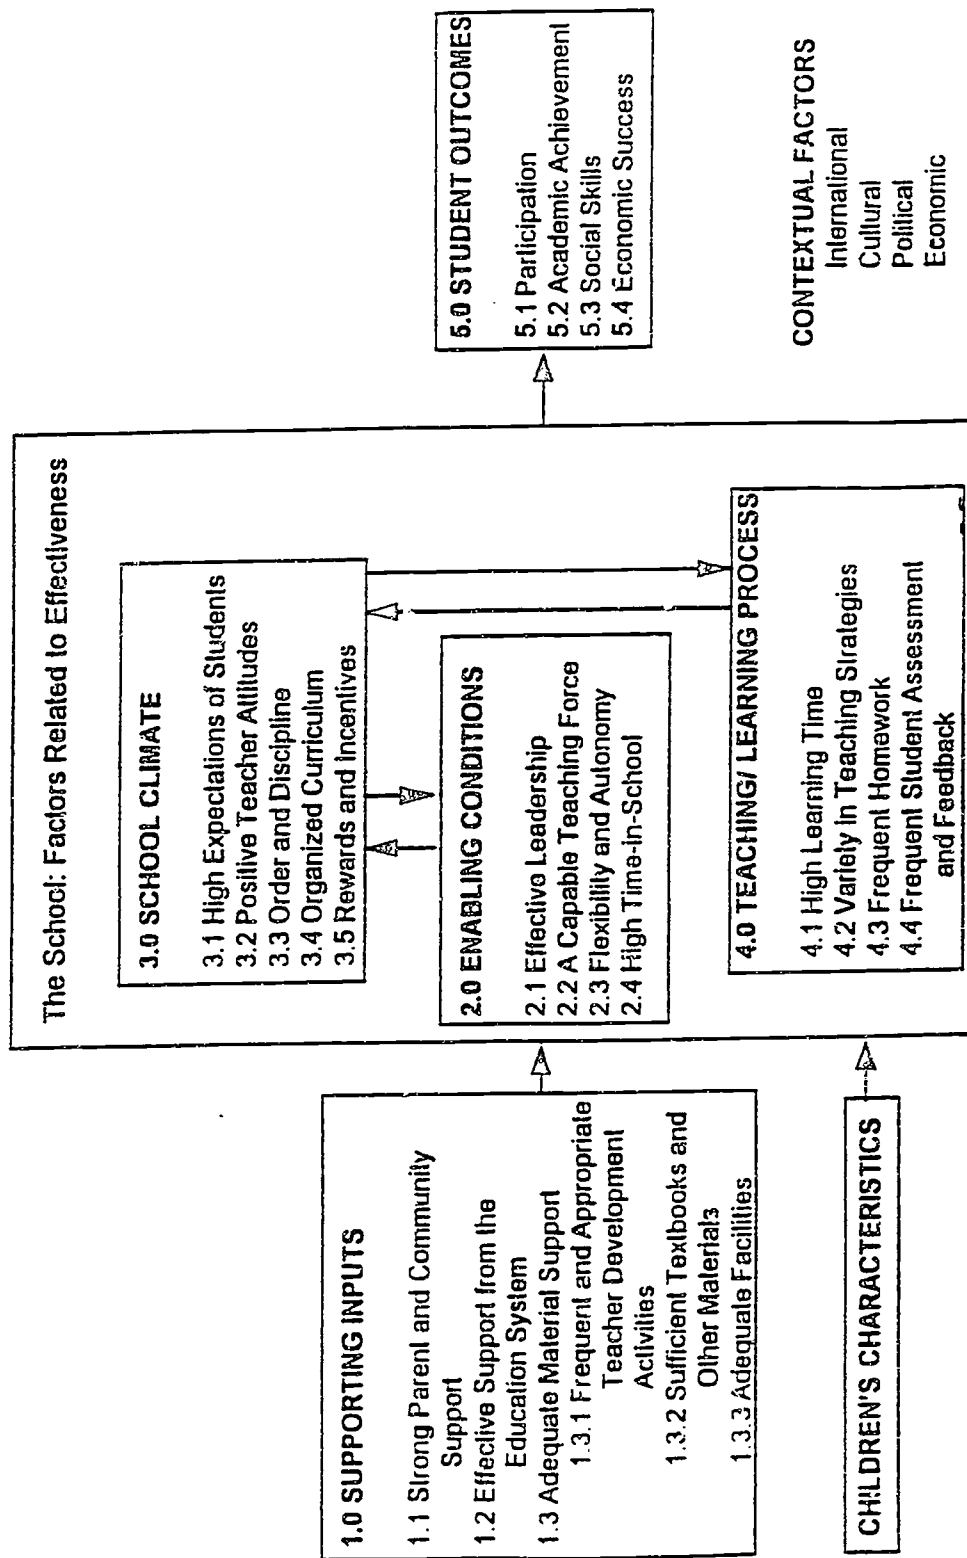 The School: Factors Related to Effectiveness
1.0 SUPPORTING INPUTS
1.1 Strong Parent and Community
Support
1.2 Effective Support from the
Education System
1.3 Adequate Material Support
1.3.1 Frequent and Appropriate
Teacher Development
Activities
1.3.2 Sufficient Textbooks and
Other Materials
1.3.3 Adequate Facilities
CHILDREN'S CHARACTERISTICS
3.0 SCHOOL CLIMATE
3.1 High Expectations of Students
3.2 Positive Teacher Attitudes
3.3 Order and Discipline
3.4 Organized Curriculum
3.5 Rewards and Incentives
2.0 ENABLING CONDITIONS
2.1 Effective Leadership
2.2 A Capable Teaching Force
2.3 Flexibility and Autonomy
2.4 High Time-in-School
4.0 TEACHING/ LEARNING PROCESS
4.1 High Learning Time
4.2 Variety in Teaching Strategies
4.3 Frequent Homework
4.4 Frequent Student Assessment
and Feedback
5.0 STUDENT OUTCOMES
5.1 Participation
5.2 Academic Achievement
5.3 Social Skills
5.4 Economic Success
CONTEXTUAL FACTORS
International
Cultural
Political
Economic